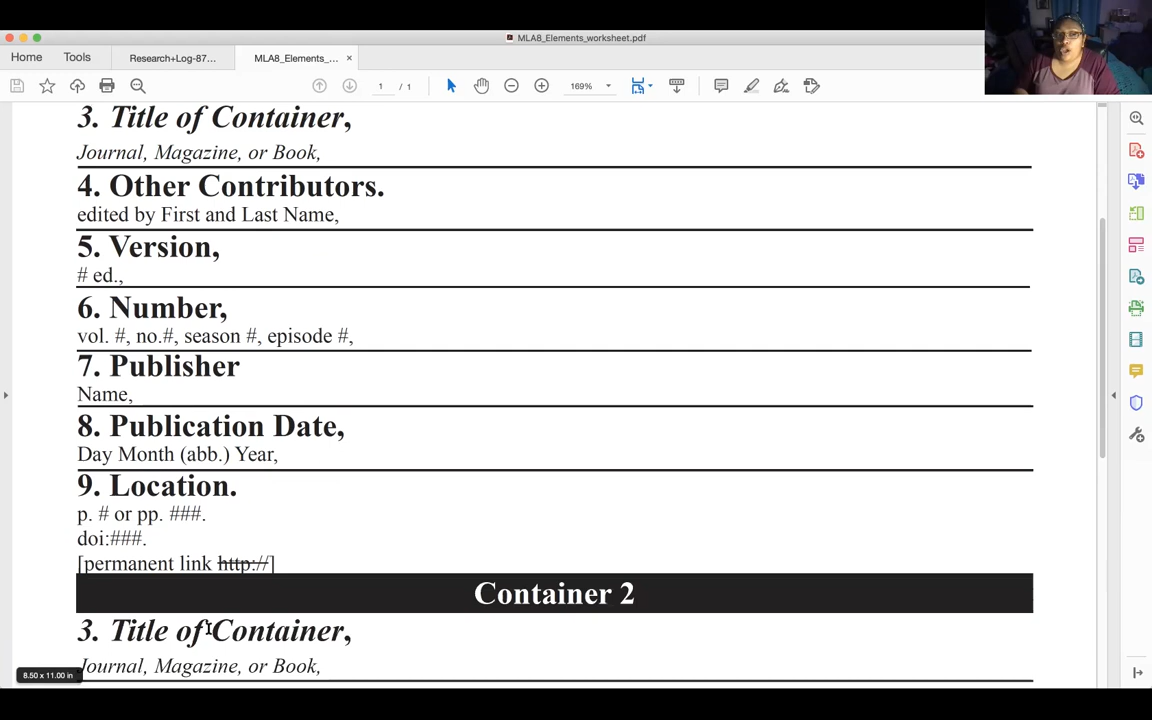 MLA8_Elements_worksheet.pdf
Home
Tools
Research+Log-87...
MLA8_Elements_...
1 / 1
169%
3. Title of Container,
Journal, Magazine, or Book,
4. Other Contributors.
edited by First and Last Name,
5. Version,
# ed.,
6. Number,
vol. #, no.#, season #, episode #,
7. Publisher
Name,
8. Publication Date,
Day Month (abb.) Year,
9. Location.
p. # or pp. ###.
doi:###.
[permanent link http://]
Container 2
3. Title of Container,
Journal, Magazine, or Book,
8.50 x 11.00 in